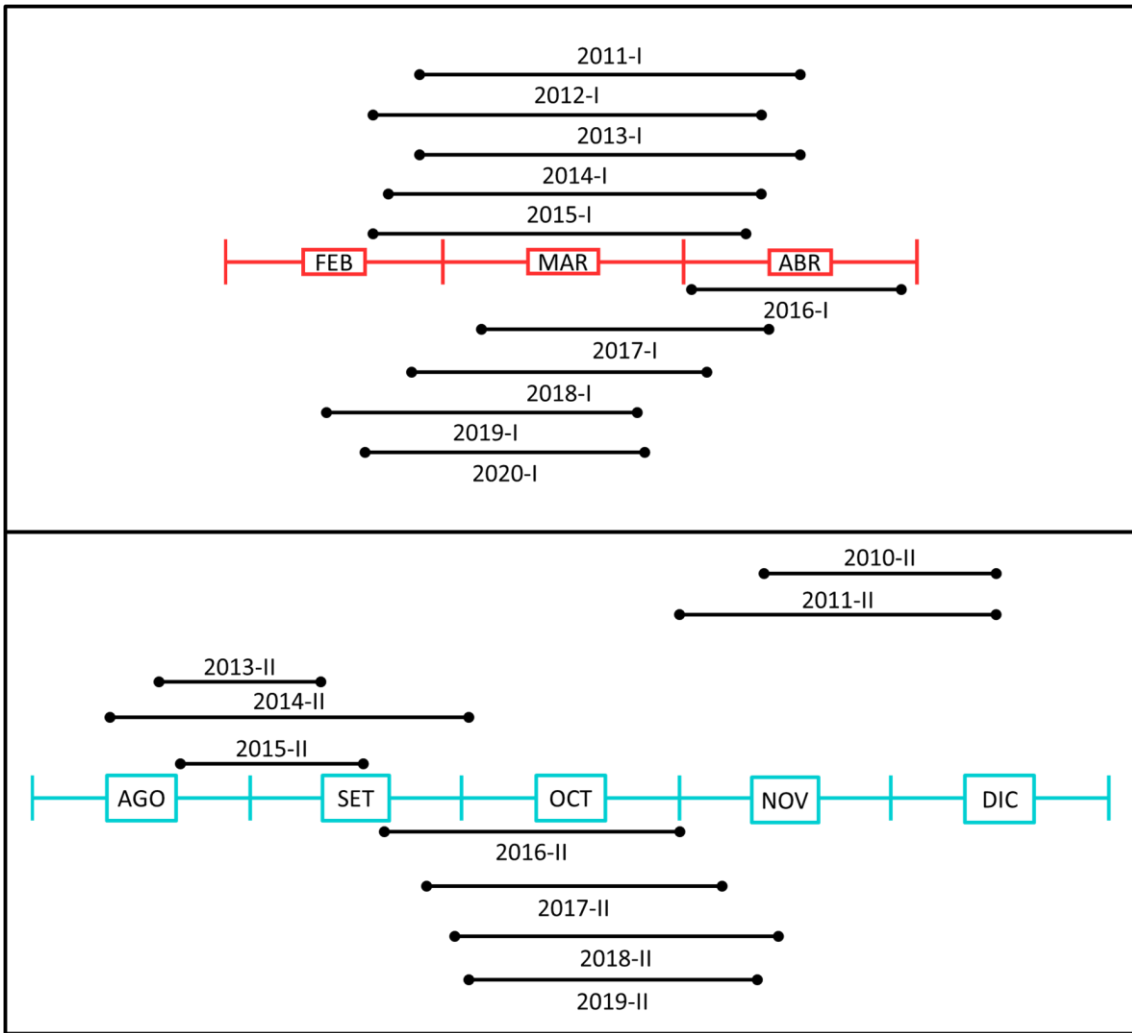 2011-I
2012-I
2013-I
2014-I
2015-I
FEB MAR ABR
2016-I
2017-I
2018-I
2019-I
2020-I
2010-II
2011-II
2013-II
2014-II
2015-II
AGO SET OCT NOV DIC
2016-II
2017-II
2018-II
2019-II